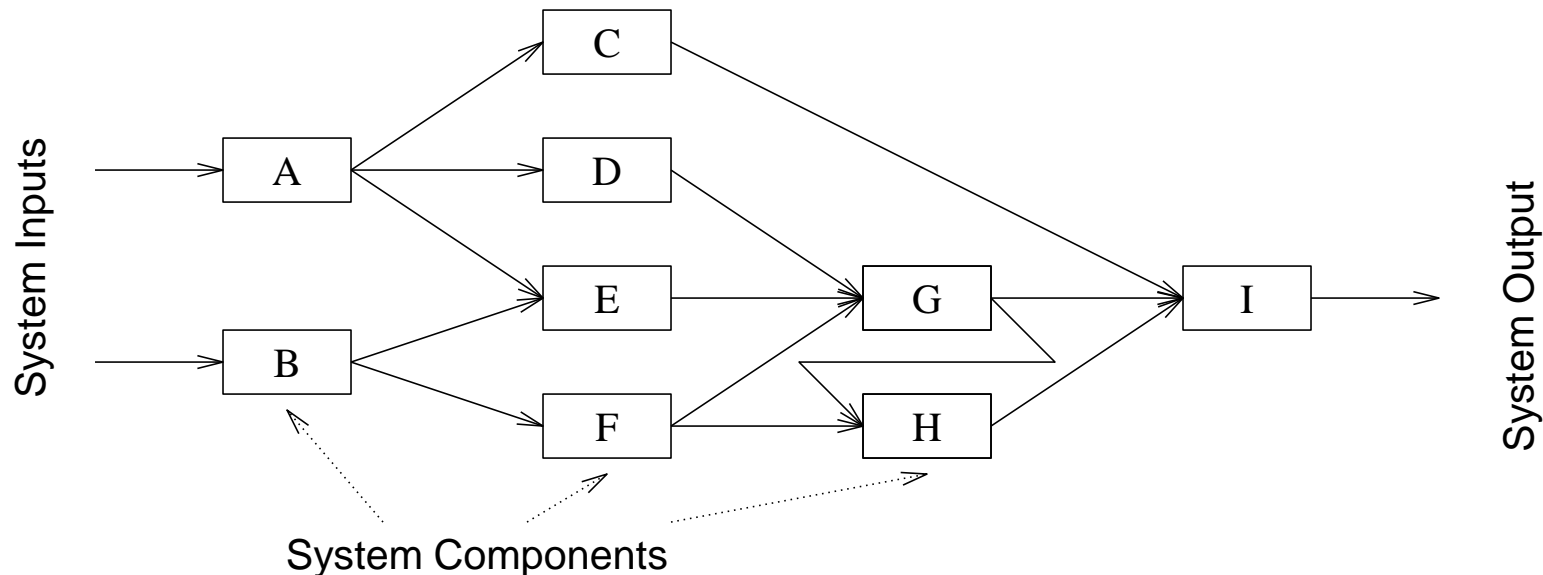 System Inputs
A
B
C
D
E
F
G
H
I
System Output
System Components